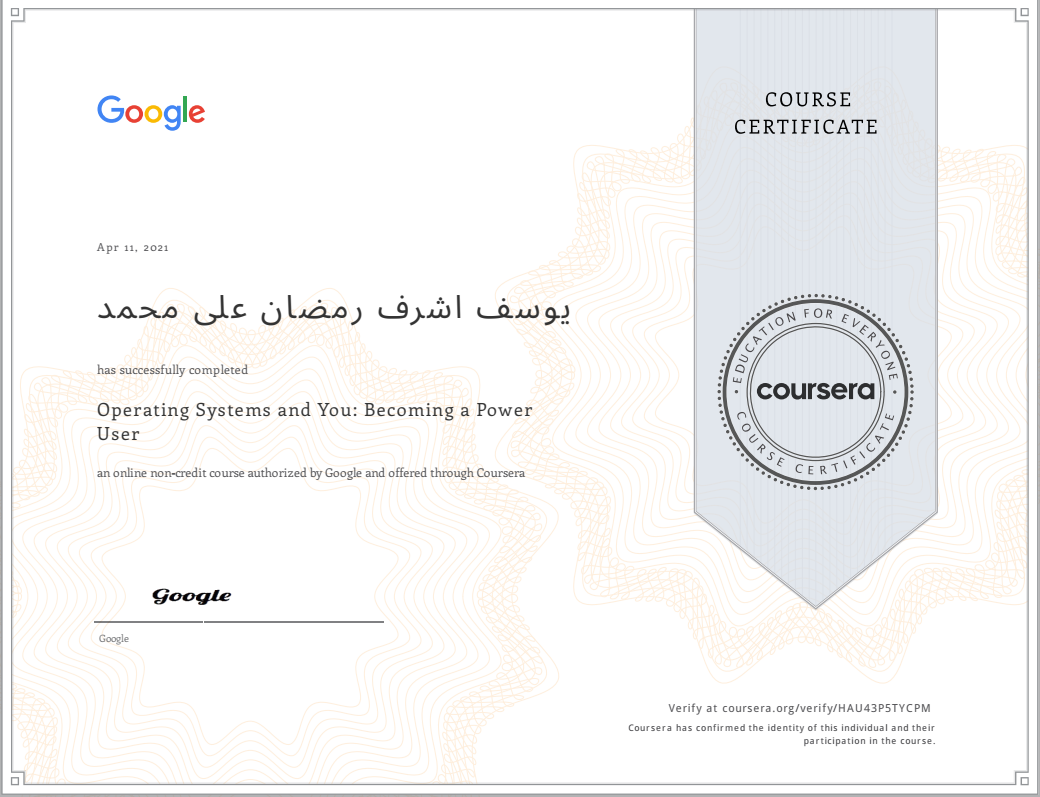 Google
COURSE
CERTIFICATE
Apr 11, 2021
يوسف اشرف رمضان على محمد
has successfully completed
Operating Systems and You: Becoming a Power
User
an online non-credit course authorized by Google and offered through Coursera
EDUCATION FOR EVERYONE
coursera
COURSE CERTIFICATE
Google
Google
Verify at coursera.org/verify/HAU43P5TYCPM
Coursera has confirmed the identity of this individual and their
participation in the course.